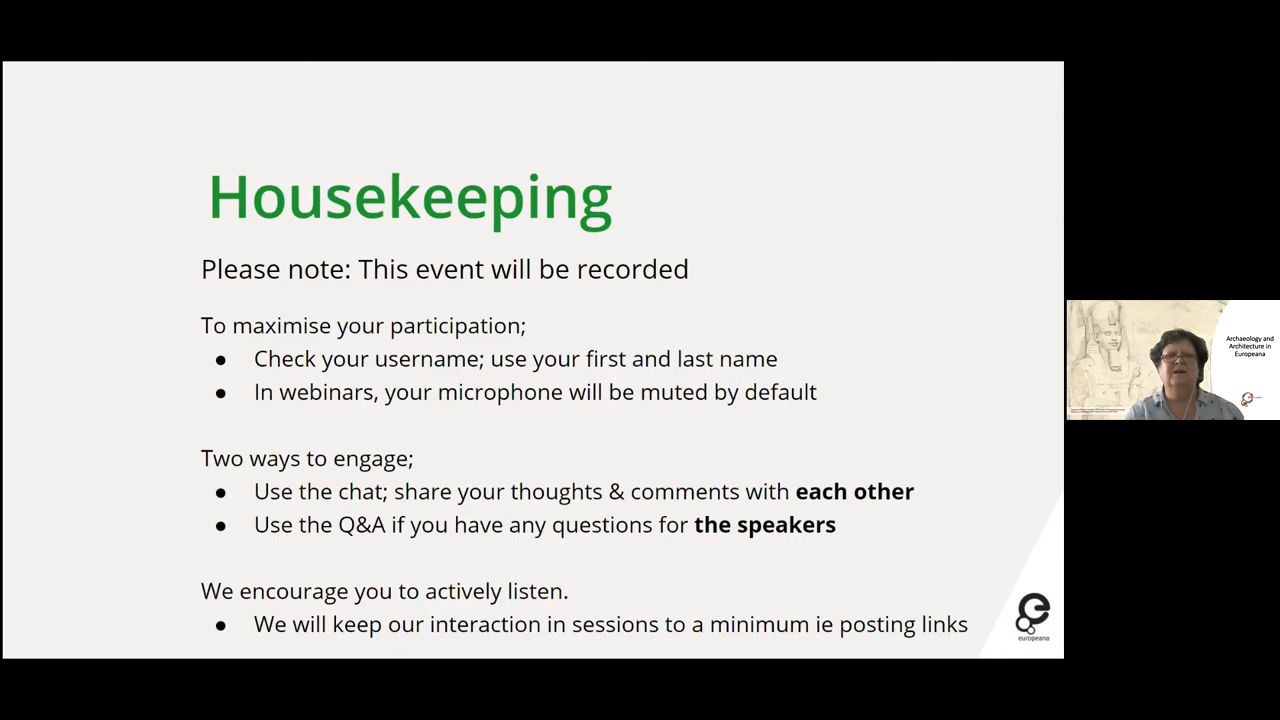 Housekeeping
Please note: This event will be recorded
To maximise your participation;
● Check your username; use your first and last name
● In webinars, your microphone will be muted by default
Two ways to engage;
● Use the chat; share your thoughts & comments with each other
● Use the Q&A if you have any questions for the speakers
We encourage you to actively listen.
● We will keep our interaction in sessions to a minimum ie posting links
europeana
Archaeology and
Architecture in
Europeana